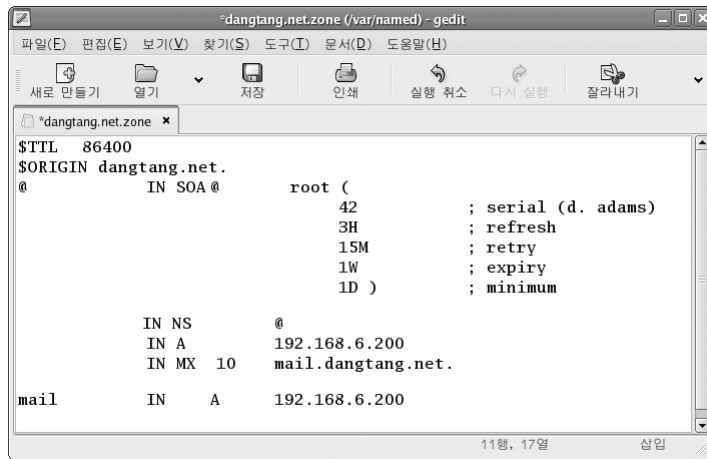 *dangtang.net.zone (/var/named) - gedit
파일(F) 편집(E) 보기(V) 찾기(S) 도구(T) 문서(D) 도움말(H)
새로 만들기 열기 저장 인쇄 실행 취소 다시 실행 잘라내기
*dangtang.net.zone
$TTL 86400
$ORIGIN dangtang.net.
@ IN SOA @ root (
42 ; serial (d. adams)
3H ; refresh
15M ; retry
1W ; expiry
1D ) ; minimum
IN NS @
IN A 192.168.6.200
IN MX 10 mail.dangtang.net.
mail IN A 192.168.6.200
11행, 17열 삽입